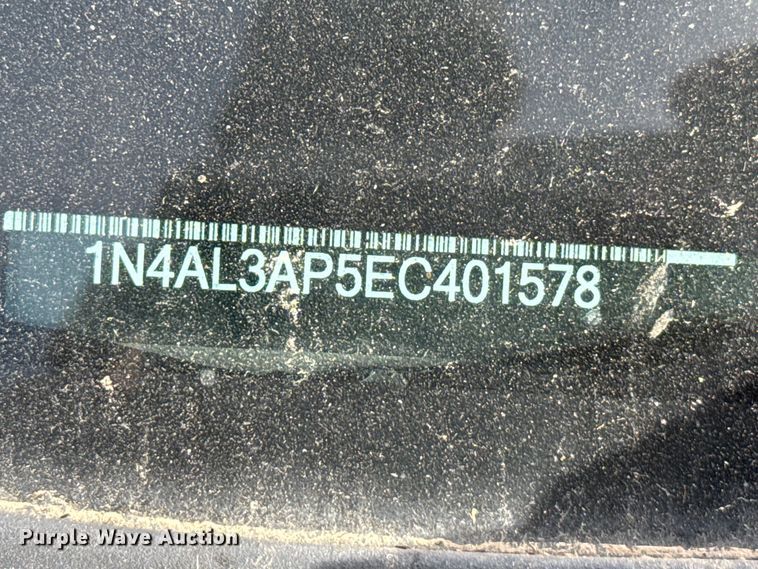 1N4AL3AP5EC401578
Purple Wave Auction